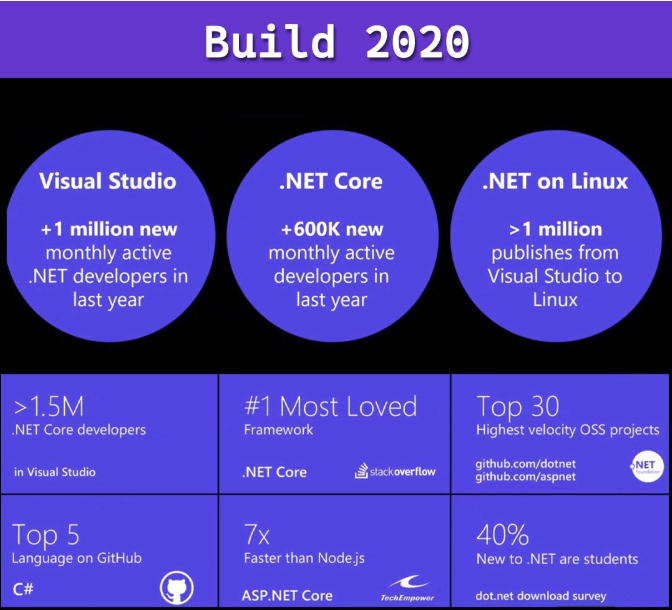 Build 2020
Visual Studio
+1 million new
monthly active
.NET developers in
last year
.NET Core
+600K new
monthly active
developers in
last year
.NET on Linux
>1 million
publishes from
Visual Studio to
Linux
>1.5M
.NET Core developers
in Visual Studio
#1 Most Loved
Framework
.NET Core
stackoverflow
Top 30
Highest velocity OSS projects
github.com/dotnet
github.com/aspnet
.NET
foundation
Top 5
Language on GitHub
C#
7x
Faster than Node.js
ASP.NET Core
TechEmpower
40%
New to .NET are students
dot.net download survey